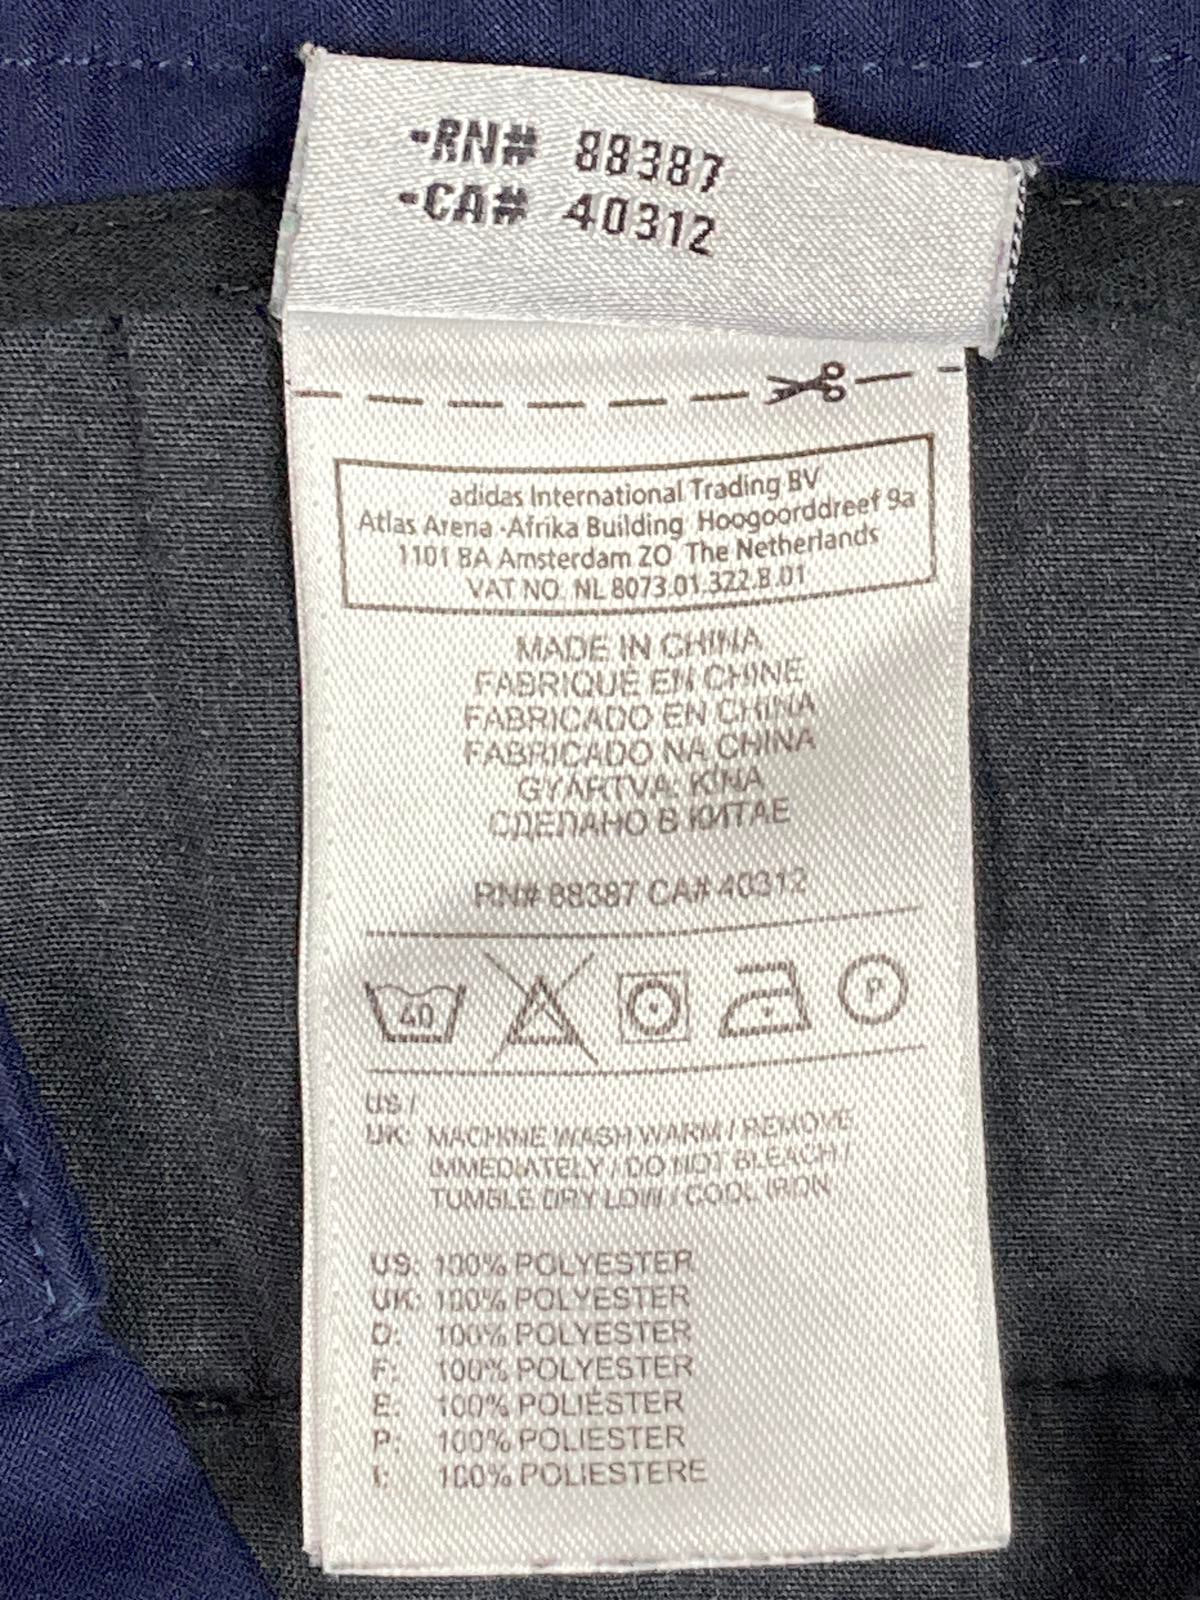 -RN# 88387
-CA# 40312
adidas International Trading BV
Atlas Arena -Afrika Building Hoogoorddreef 9a
1101 BA Amsterdam ZO The Netherlands
VAT NO. NL 8073.01.322.B.01
MADE IN CHINA
FABRIQUÉ EN CHINE
FABRICADO EN CHINA
FABRICADO NA CHINA
GYÁRTVA: KÍNA
СДЕЛАНО В КИТАЕ
RN# 88387 CA# 40312
40
P
US /
UK: MACHINE WASH WARM / REMOVE
IMMEDIATELY / DO NOT BLEACH /
TUMBLE DRY LOW / COOL IRON
US: 100% POLYESTER
UK: 100% POLYESTER
D: 100% POLYESTER
F: 100% POLYESTER
E: 100% POLIÉSTER
P: 100% POLIESTER
I: 100% POLIESTERE